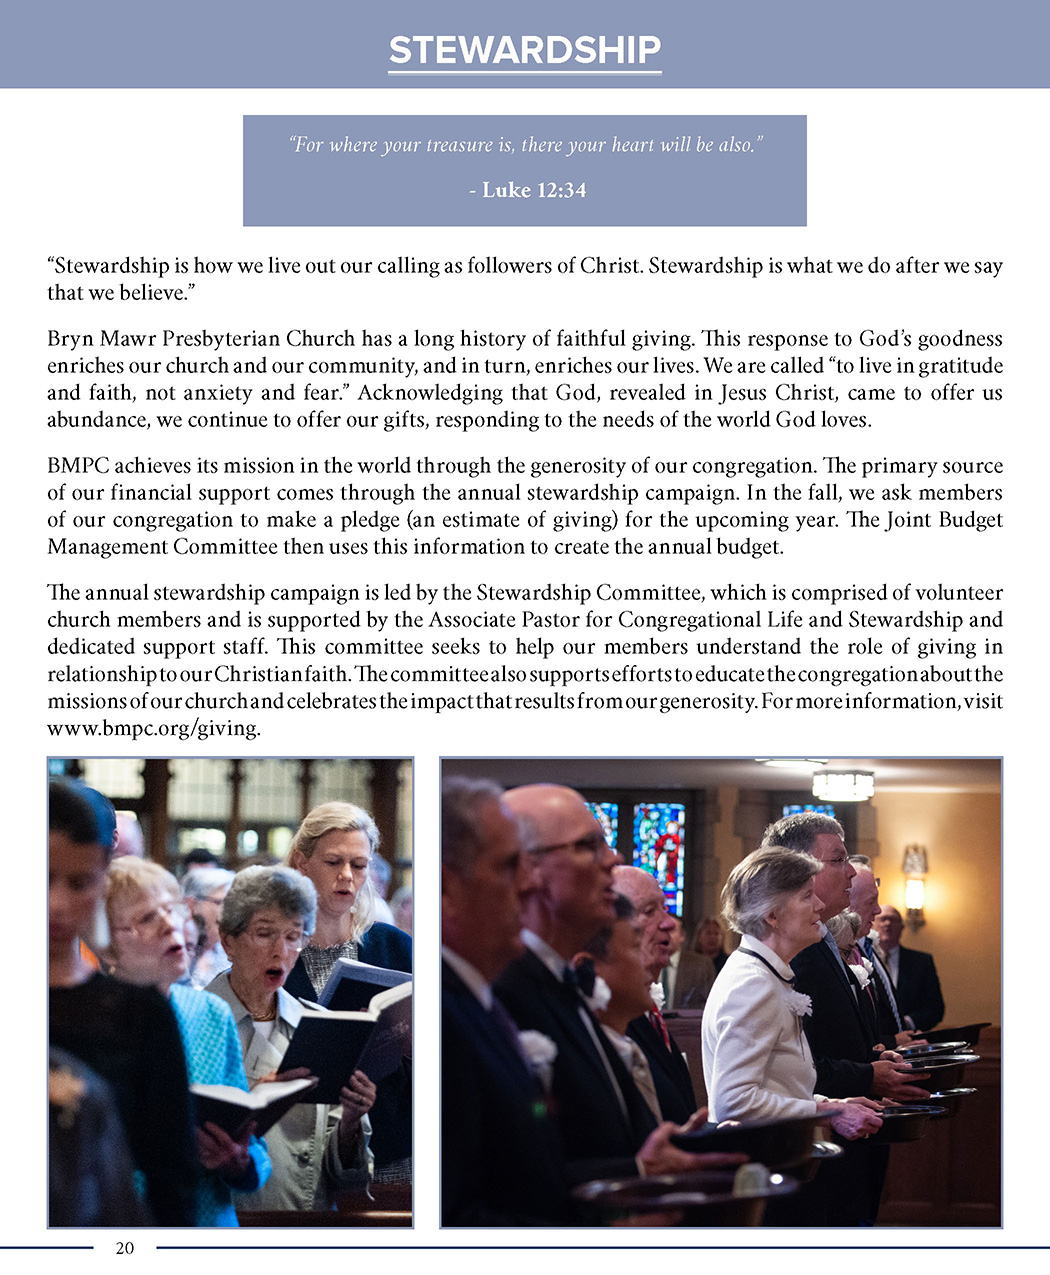 STEWARDSHIP
“For where your treasure is, there your heart will be also.”
- Luke 12:34
“Stewardship is how we live out our calling as followers of Christ. Stewardship is what we do after we say
that we believe.”
Bryn Mawr Presbyterian Church has a long history of faithful giving. This response to God’s goodness
enriches our church and our community, and in turn, enriches our lives. We are called “to live in gratitude
and faith, not anxiety and fear.” Acknowledging that God, revealed in Jesus Christ, came to offer us
abundance, we continue to offer our gifts, responding to the needs of the world God loves.
BMPC achieves its mission in the world through the generosity of our congregation. The primary source
of our financial support comes through the annual stewardship campaign. In the fall, we ask members
of our congregation to make a pledge (an estimate of giving) for the upcoming year. The Joint Budget
Management Committee then uses this information to create the annual budget.
The annual stewardship campaign is led by the Stewardship Committee, which is comprised of volunteer
church members and is supported by the Associate Pastor for Congregational Life and Stewardship and
dedicated support staff. This committee seeks to help our members understand the role of giving in
relationship to our Christian faith. The committee also supports efforts to educate the congregation about the
missions of our church and celebrates the impact that results from our generosity. For more information, visit
www.bmpc.org/giving.
20